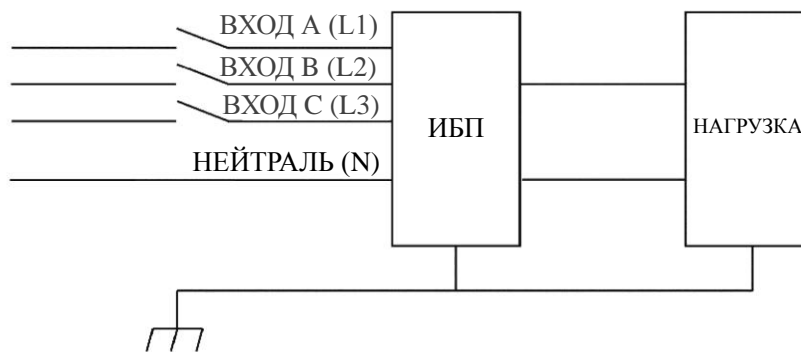 ВХОД A (L1)
ВХОД B (L2)
ВХОД C (L3)
НЕЙТРАЛЬ (N)
ИБП
НАГРУЗКА